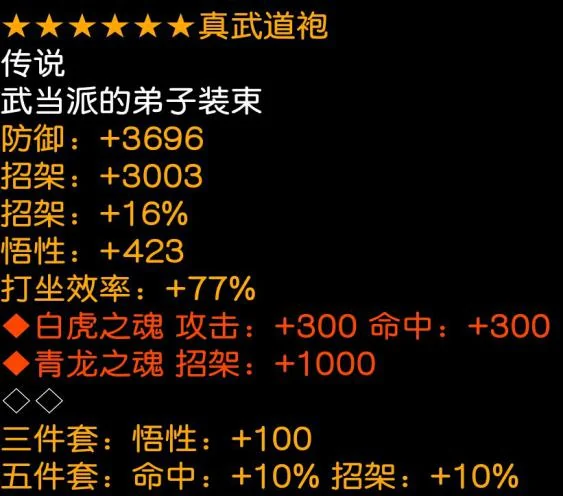 ★★★★★★真武道袍
传说
武当派的弟子装束
防御：+3696
招架：+3003
招架：+16%
悟性：+423
打坐效率：+77%
◆白虎之魂 攻击：+300 命中：+300
◆青龙之魂 招架：+1000
◇◇
三件套：悟性：+100
五件套：命中：+10% 招架：+10%